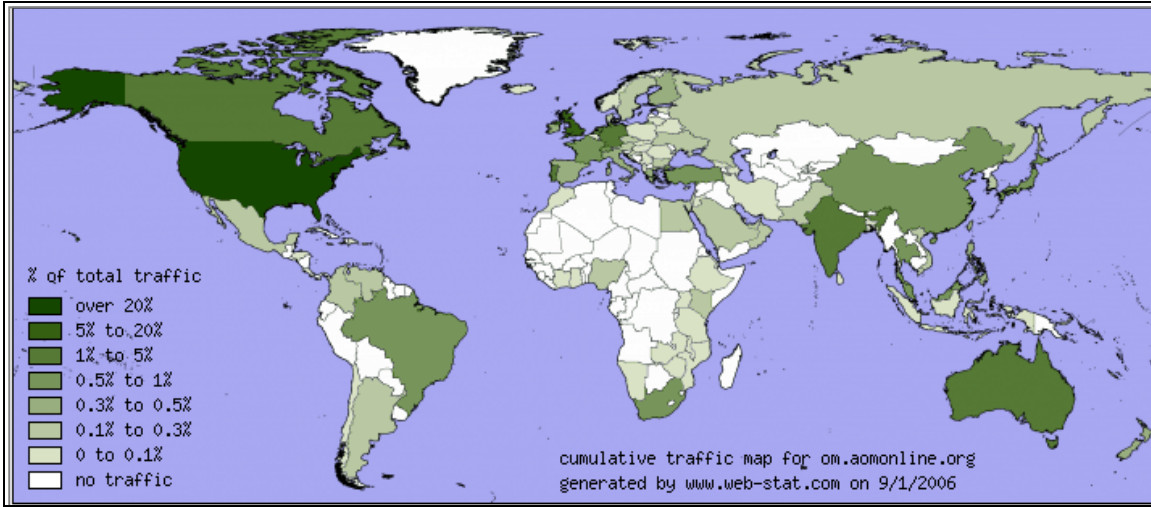 % of total traffic
over 20%
5% to 20%
1% to 5%
0.5% to 1%
0.3% to 0.5%
0.1% to 0.3%
0 to 0.1%
no traffic
cumulative traffic map for om.aomonline.org
generated by www.web-stat.com on 9/1/2006